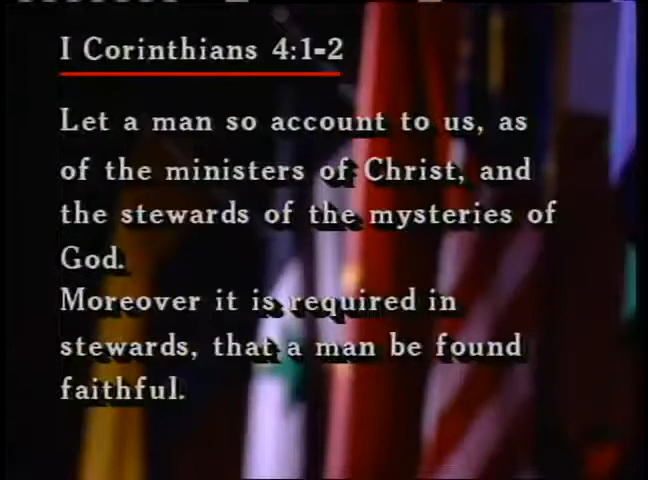 I Corinthians 4:1-2
Let a man so account to us, as
of the ministers of Christ, and
the stewards of the mysteries of
God.
Moreover it is required in
stewards, that a man be found
faithful.